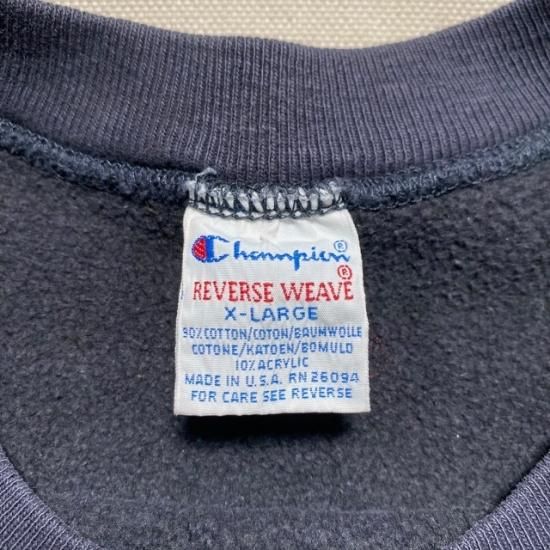 Champion®
REVERSE WEAVE®
X-LARGE
90% COTTON/COTON/BAUMWOLLE
COTONE/KATOEN/BOMULD
10% ACRYLIC
MADE IN U.S.A. RN 26094
FOR CARE SEE REVERSE